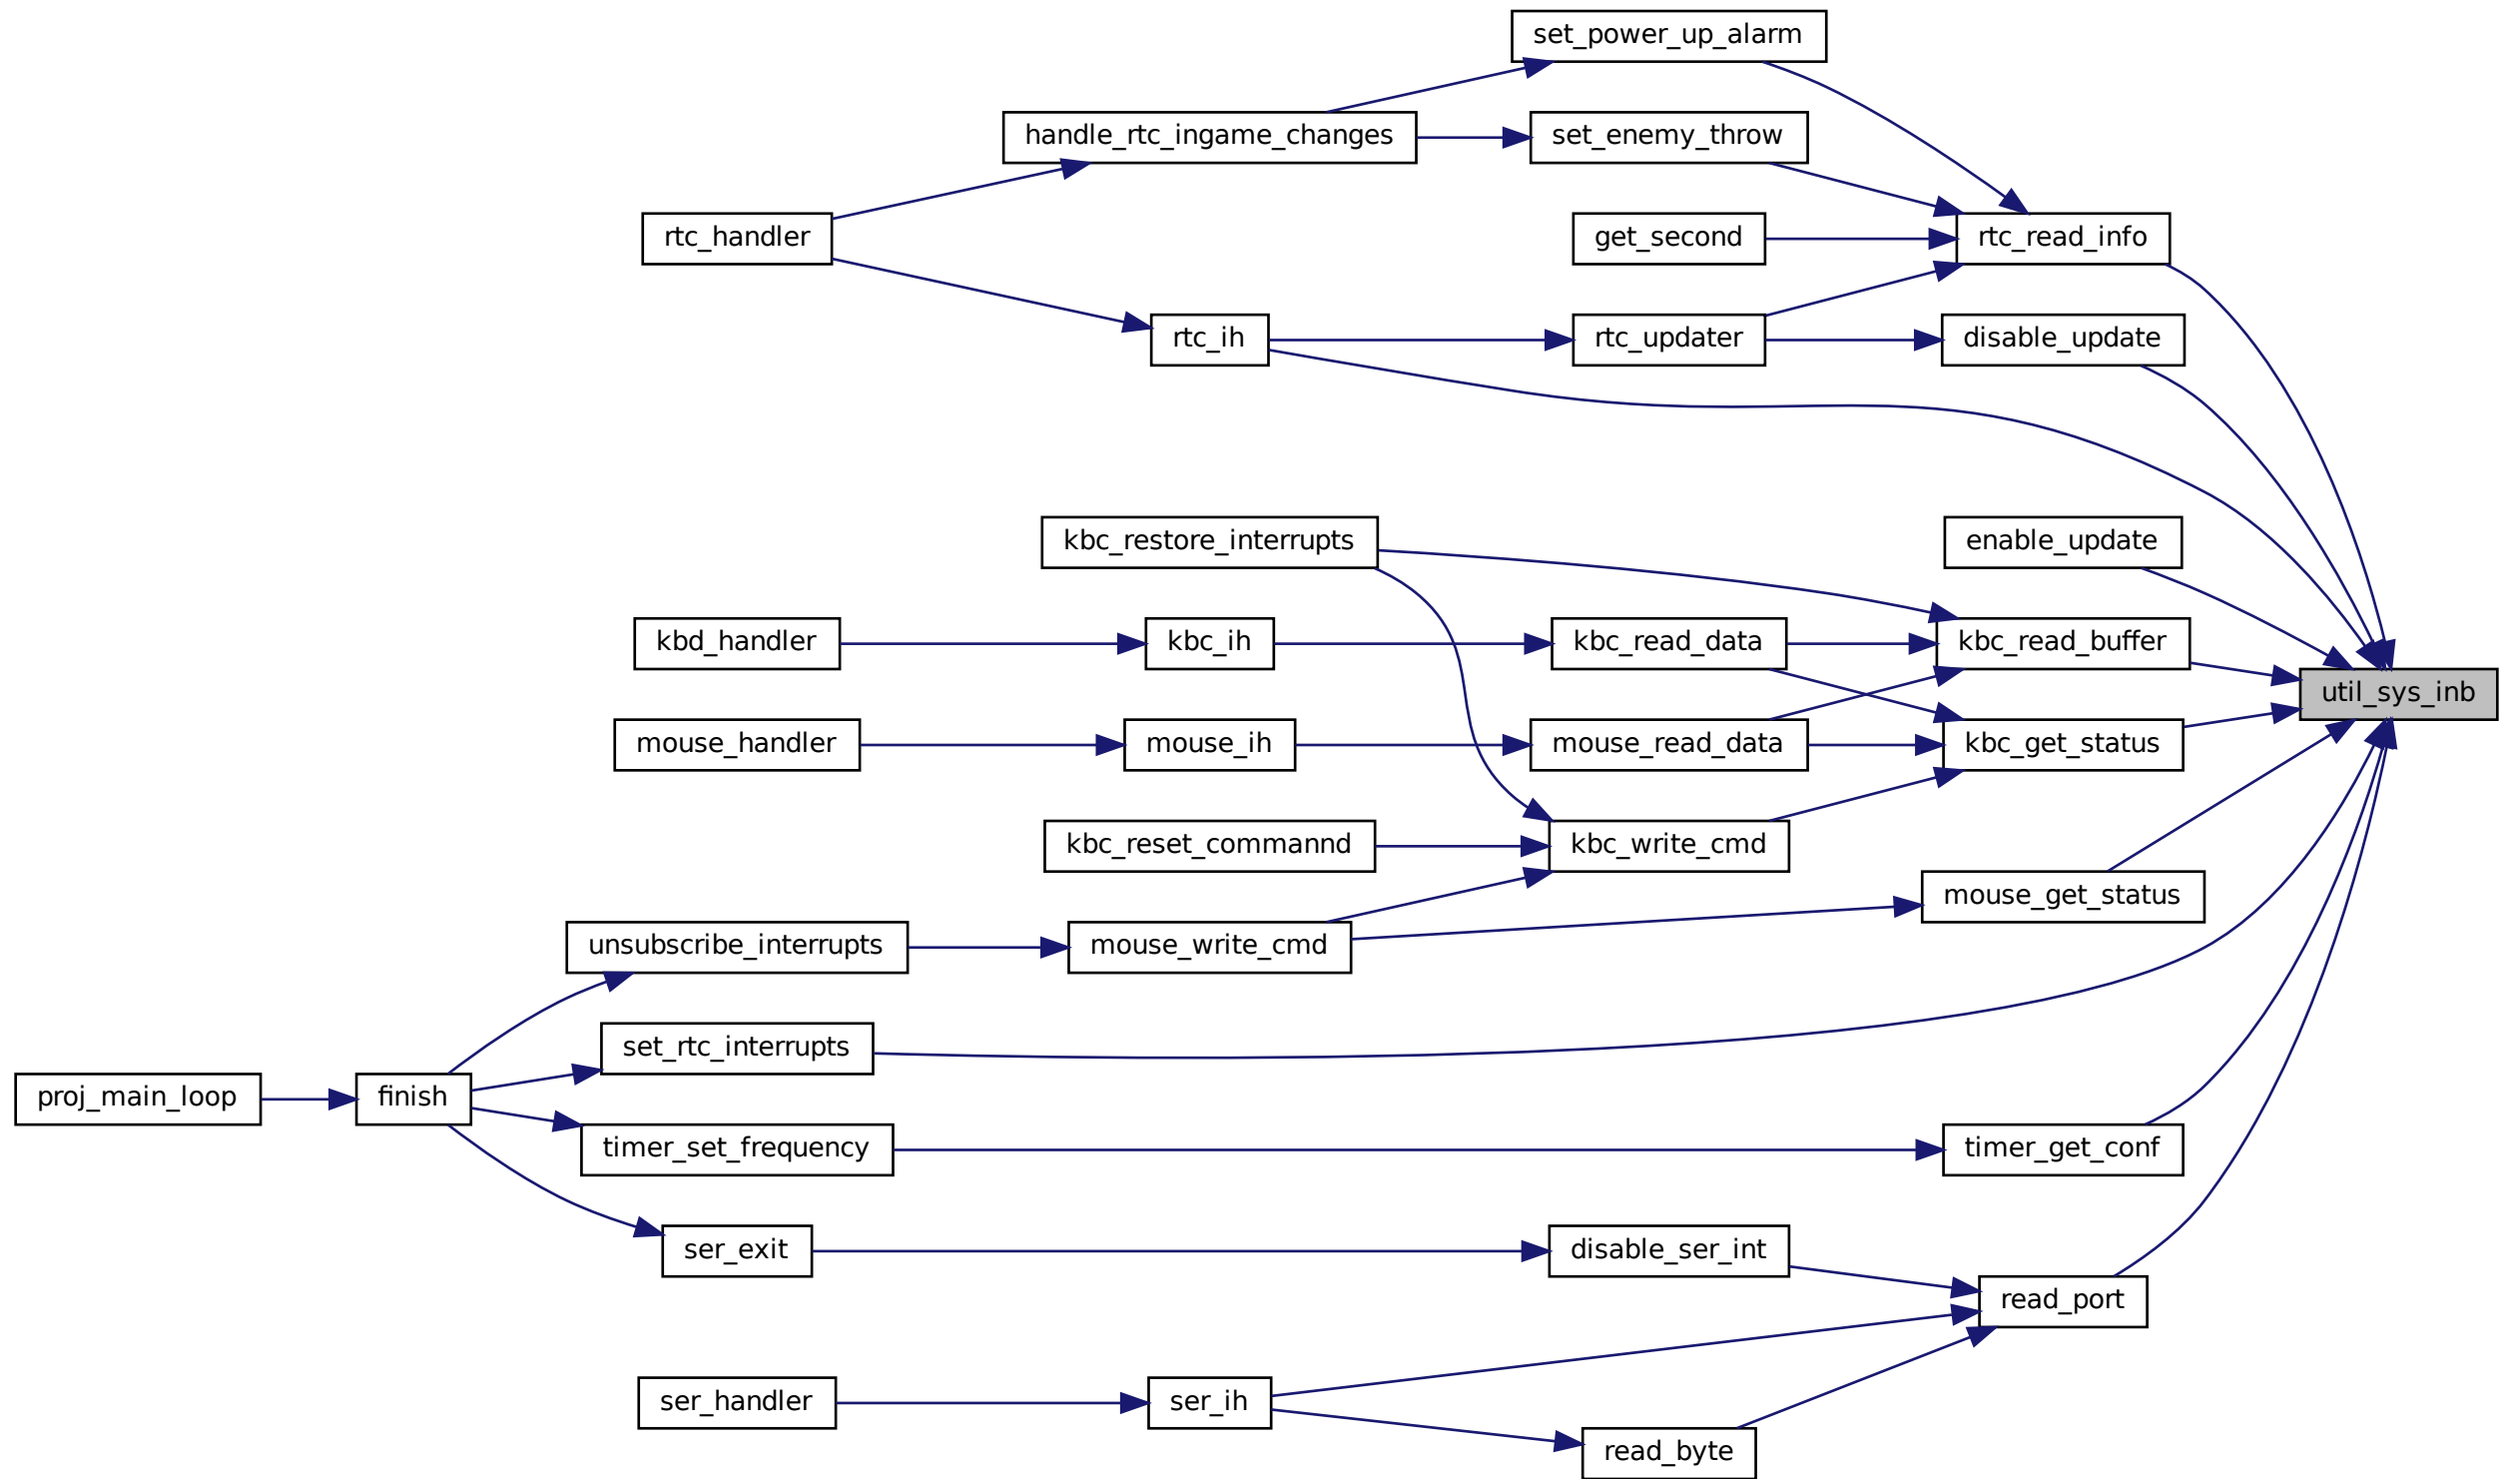 set_power_up_alarm
handle_rtc_ingame_changes
set_enemy_throw
rtc_handler
get_second
rtc_read_info
rtc_ih
rtc_updater
disable_update
kbc_restore_interrupts
enable_update
kbd_handler
kbc_ih
kbc_read_data
kbc_read_buffer
util_sys_inb
mouse_handler
mouse_ih
mouse_read_data
kbc_get_status
kbc_reset_commannd
kbc_write_cmd
mouse_get_status
unsubscribe_interrupts
mouse_write_cmd
set_rtc_interrupts
proj_main_loop
finish
timer_set_frequency
timer_get_conf
ser_exit
disable_ser_int
read_port
ser_handler
ser_ih
read_byte